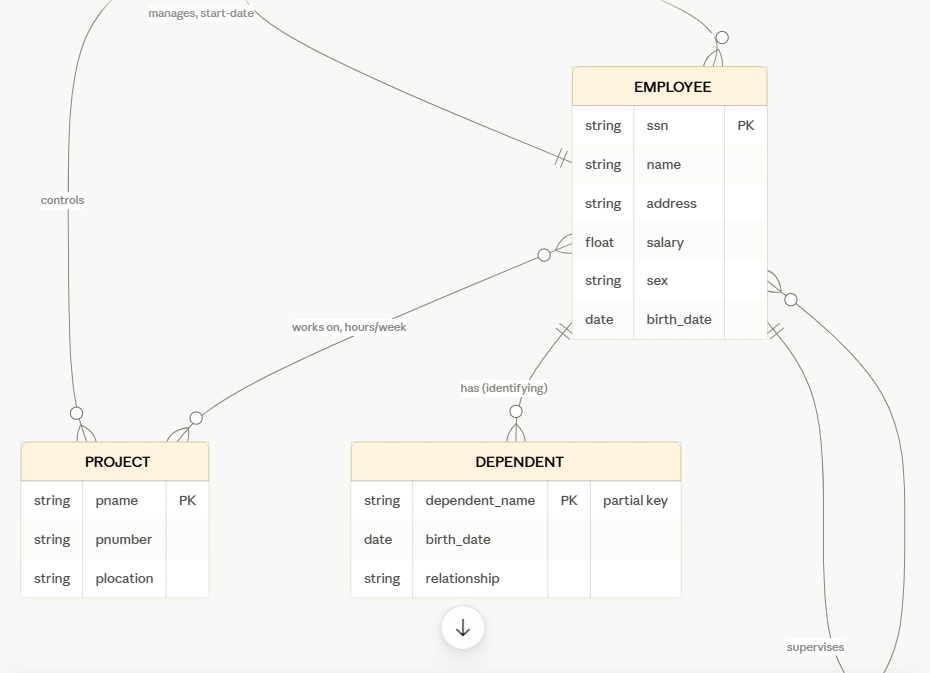 manages, start-date
EMPLOYEE
string ssn PK
string name
string address
float salary
string sex
date birth_date
controls
works on, hours/week
has (identifying)
PROJECT
string pname PK
string pnumber
string plocation
DEPENDENT
string dependent_name PK partial key
date birth_date
string relationship
supervises